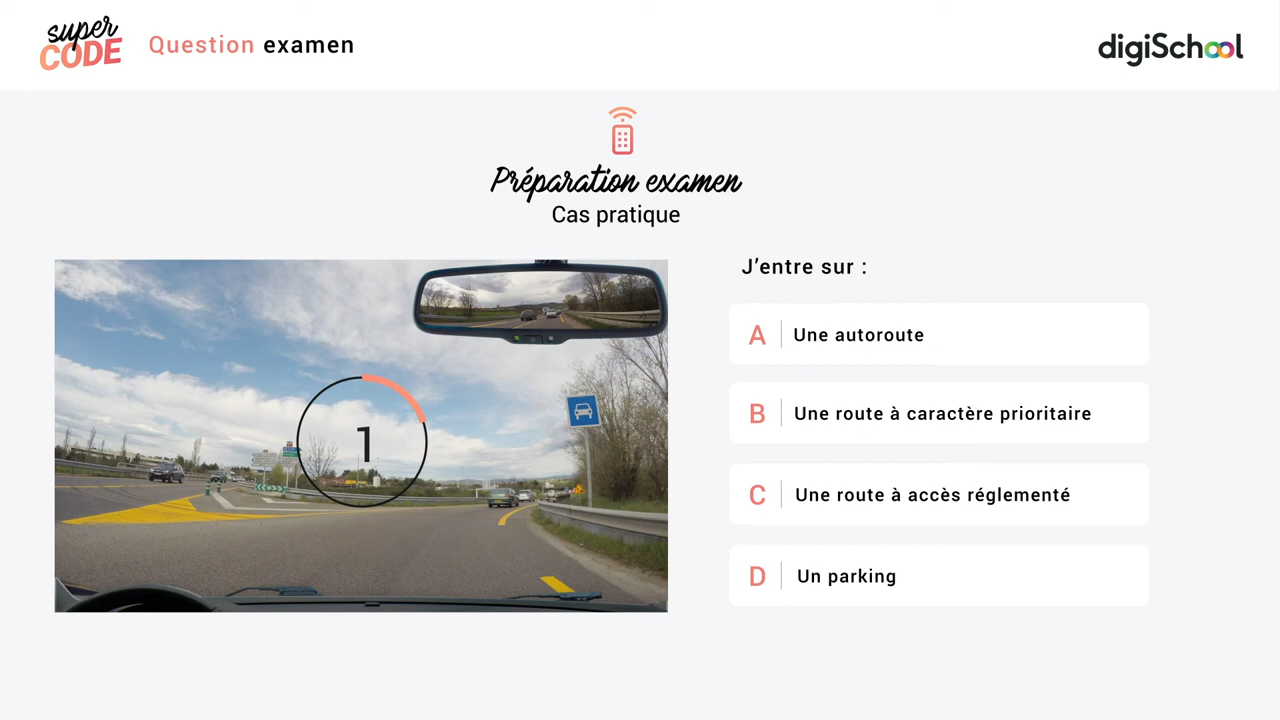 super
CODE
Question examen
digiSchool
Préparation examen
Cas pratique
1
J'entre sur :
A Une autoroute
B Une route à caractère prioritaire
C Une route à accès réglementé
D Un parking